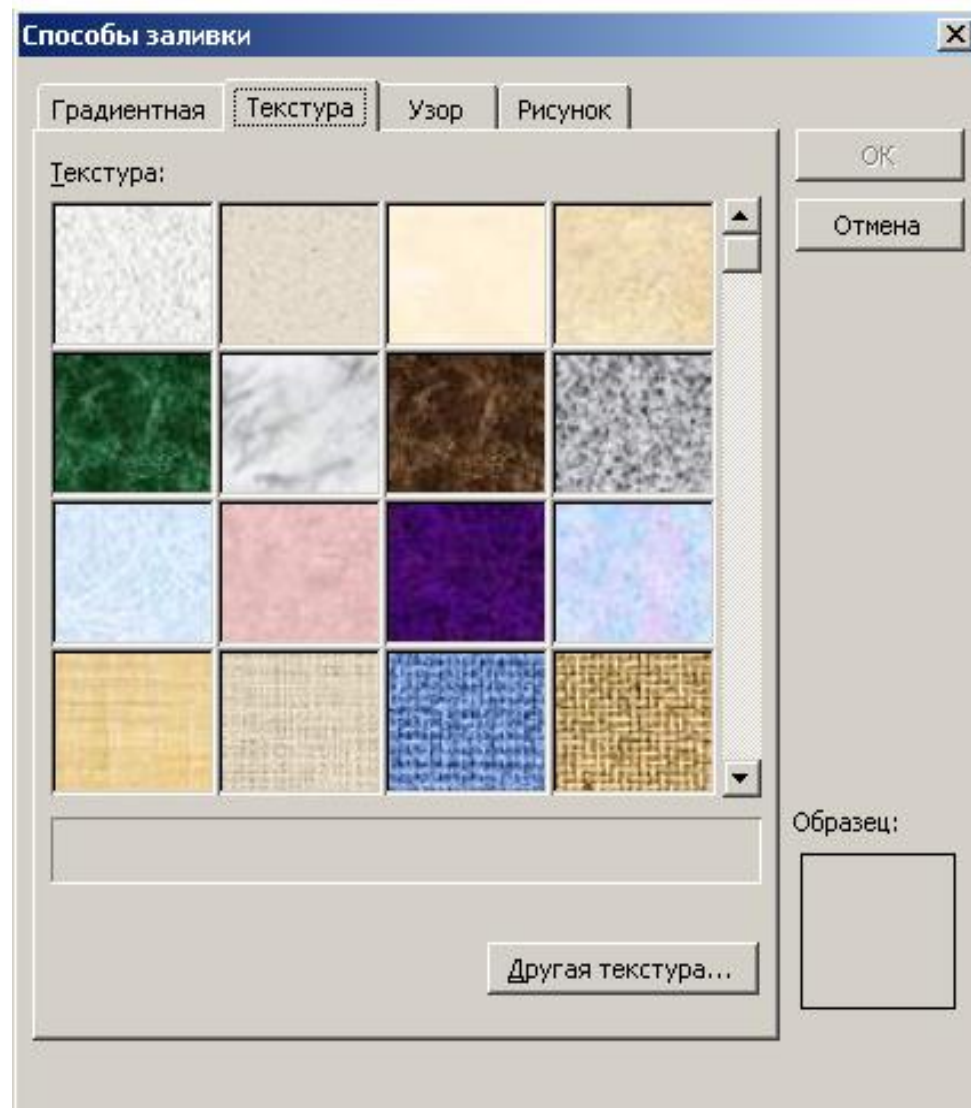 Способы заливки
Градиентная Текстура Узор Рисунок
Текстура:
ОК
Отмена
Образец:
Другая текстура...